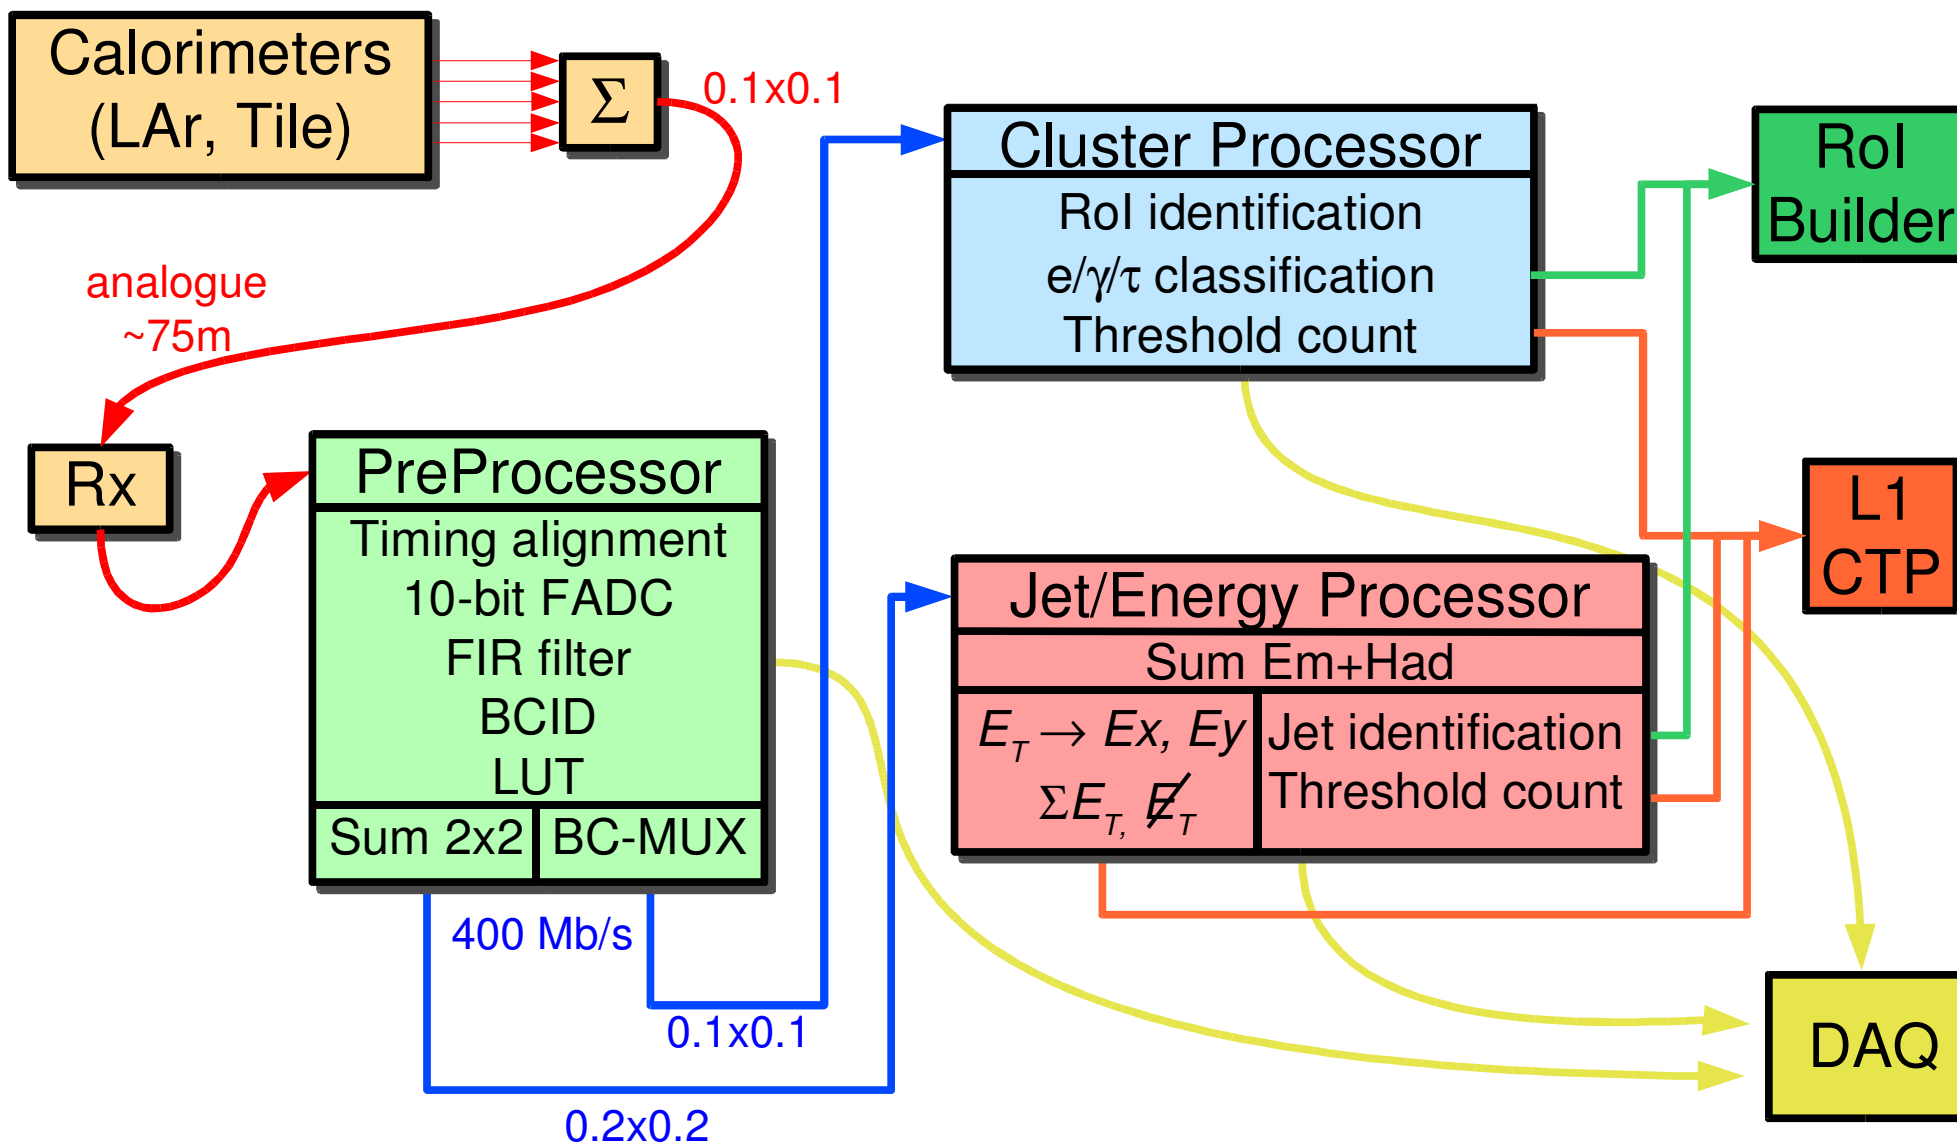 Calorimeters
(LAr, Tile)
Σ
0.1x0.1
analogue
~75m
Rx
PreProcessor
Timing alignment
10-bit FADC
FIR filter
BCID
LUT
Sum 2x2
BC-MUX
400 Mb/s
0.1x0.1
0.2x0.2
Cluster Processor
RoI identification
e/γ/τ classification
Threshold count
Jet/Energy Processor
Sum Em+Had
E_T → Ex, Ey
ΣE_T, E̸_T
Jet identification
Threshold count
RoI
Builder
L1
CTP
DAQ